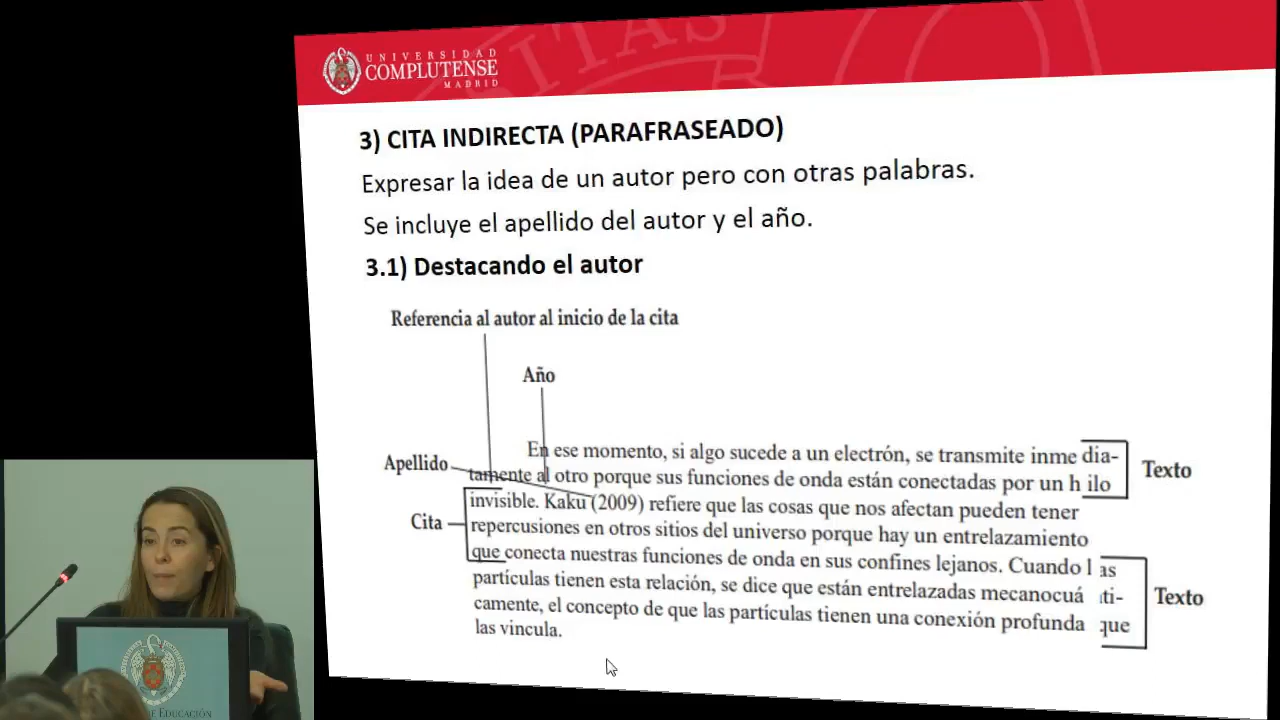 UNIVERSIDAD
COMPLUTENSE
MADRID
3) CITA INDIRECTA (PARAFRASEADO)
Expresar la idea de un autor pero con otras palabras.
Se incluye el apellido del autor y el año.
3.1) Destacando el autor
Referencia al autor al inicio de la cita
Año
Apellido
Cita
En ese momento, si algo sucede a un electrón, se transmite inme dia-
tamente al otro porque sus funciones de onda están conectadas por un h ilo
invisible. Kaku (2009) refiere que las cosas que nos afectan pueden tener
repercusiones en otros sitios del universo porque hay un entrelazamiento
que conecta nuestras funciones de onda en sus confines lejanos. Cuando l as
partículas tienen esta relación, se dice que están entrelazadas mecanocuá nti-
camente, el concepto de que las partículas tienen una conexión profunda que
las vincula.
Texto
Texto
DE EDUCACIÓN